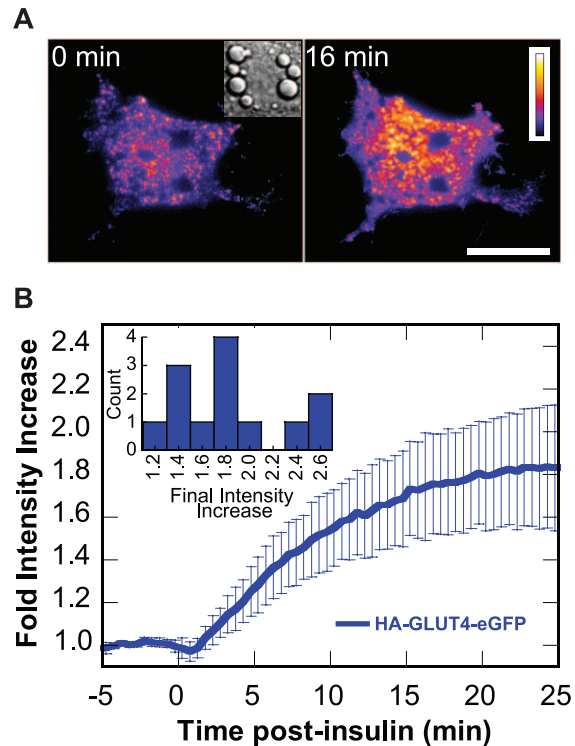 A
0 min
16 min
B
Fold Intensity Increase
2.4
2.2
2.0
1.8
1.6
1.4
1.2
1.0
Count
4
3
2
1
0
1.2
1.4
1.6
1.8
2.0
2.2
2.4
2.6
Final Intensity
Increase
HA-GLUT4-eGFP
-5
0
5
10
15
20
25
Time post-insulin (min)